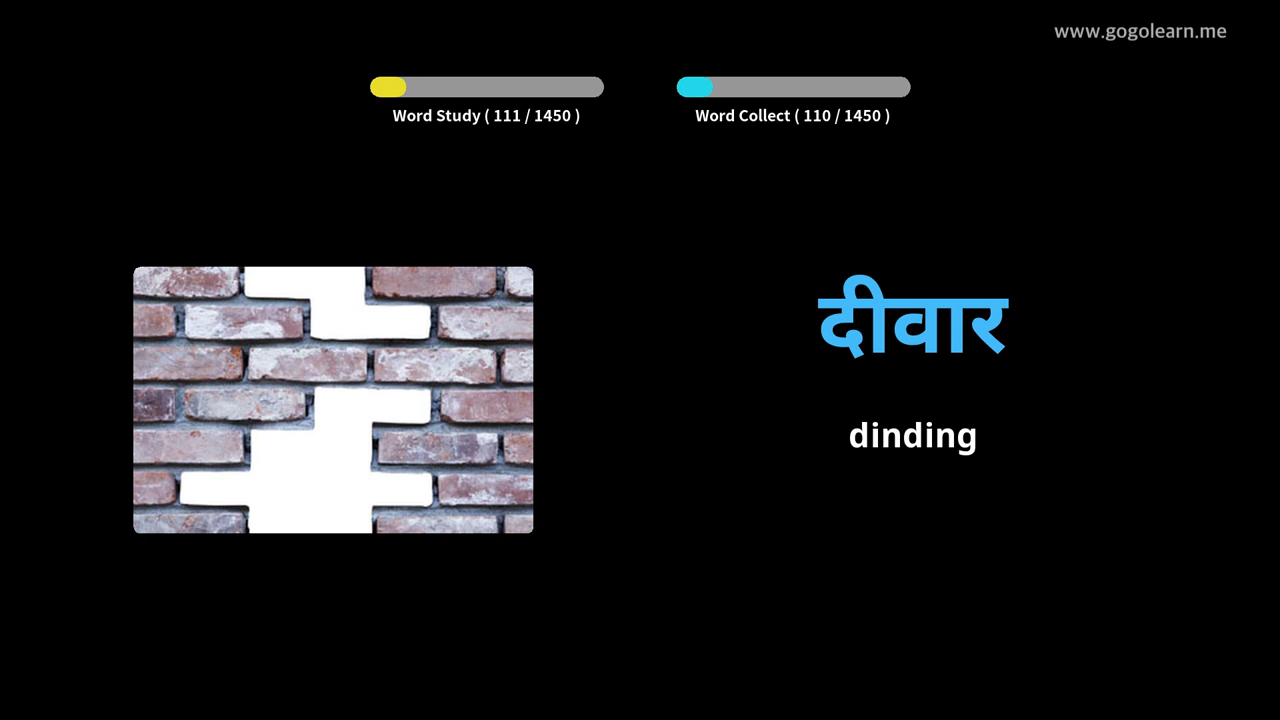 www.gogolearn.me
Word Study ( 111 / 1450 )
Word Collect ( 110 / 1450 )
दीवार
dinding